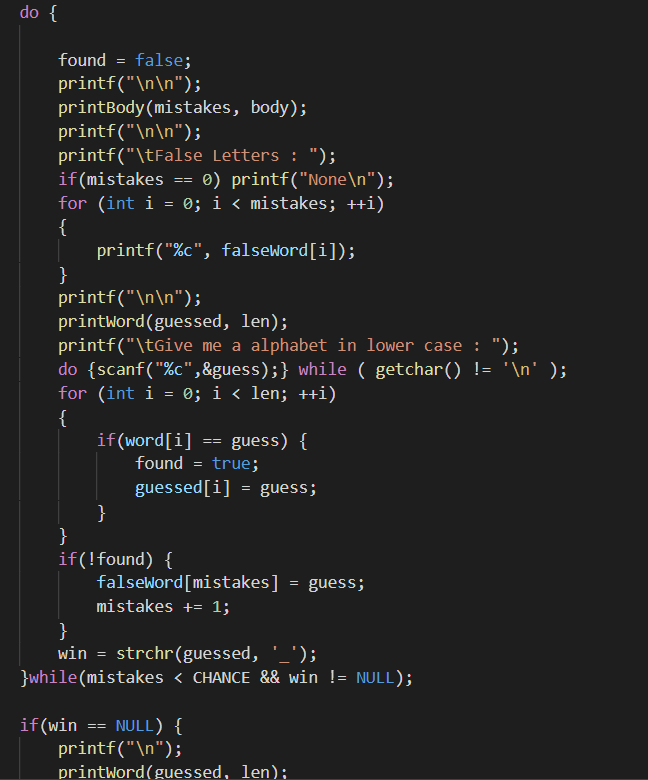 do {
found = false;
printf("\n\n");
printBody(mistakes, body);
printf("\n\n");
printf("\tFalse Letters : ");
if(mistakes == 0) printf("None\n");
for (int i = 0; i < mistakes; ++i)
{
printf("%c", falseWord[i]);
}
printf("\n\n");
printWord(guessed, len);
printf("\tGive me a alphabet in lower case : ");
do {scanf("%c",&guess);} while ( getchar() != '\n' );
for (int i = 0; i < len; ++i)
{
if(word[i] == guess) {
found = true;
guessed[i] = guess;
}
}
if(!found) {
falseWord[mistakes] = guess;
mistakes += 1;
}
win = strchr(guessed, '_');
}while(mistakes < CHANCE && win != NULL);
if(win == NULL) {
printf("\n");
printWord(guessed, len);